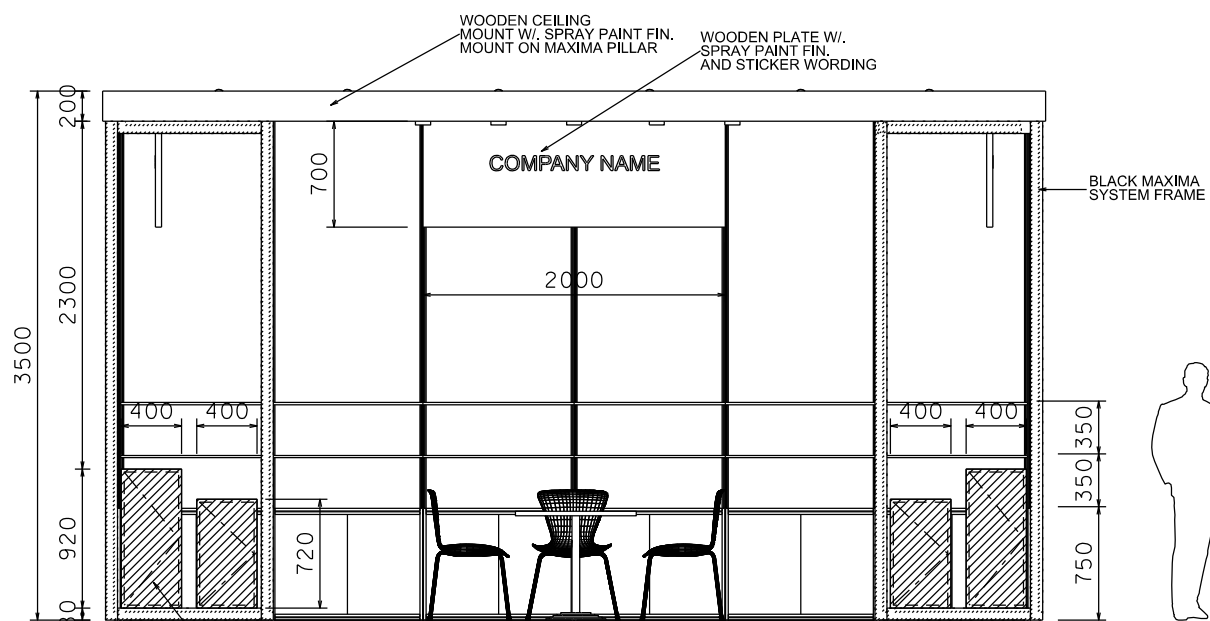 WOODEN CEILING
MOUNT W/. SPRAY PAINT FIN.
MOUNT ON MAXIMA PILLAR
WOODEN PLATE W/.
SPRAY PAINT FIN.
AND STICKER WORDING
200
700
COMPANY NAME
BLACK MAXIMA
SYSTEM FRAME
2300
2000
3500
400
400
400
400
350
350
920
720
750